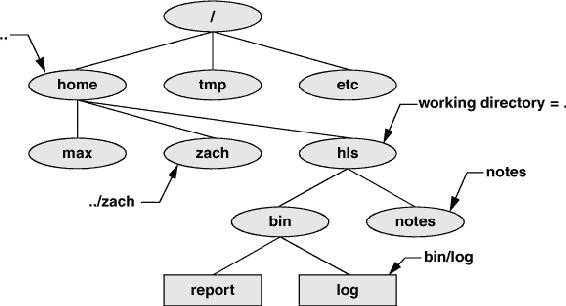 /
..
home
tmp
etc
working directory = .
max
zach
hls
../zach
notes
bin
notes
bin/log
report
log